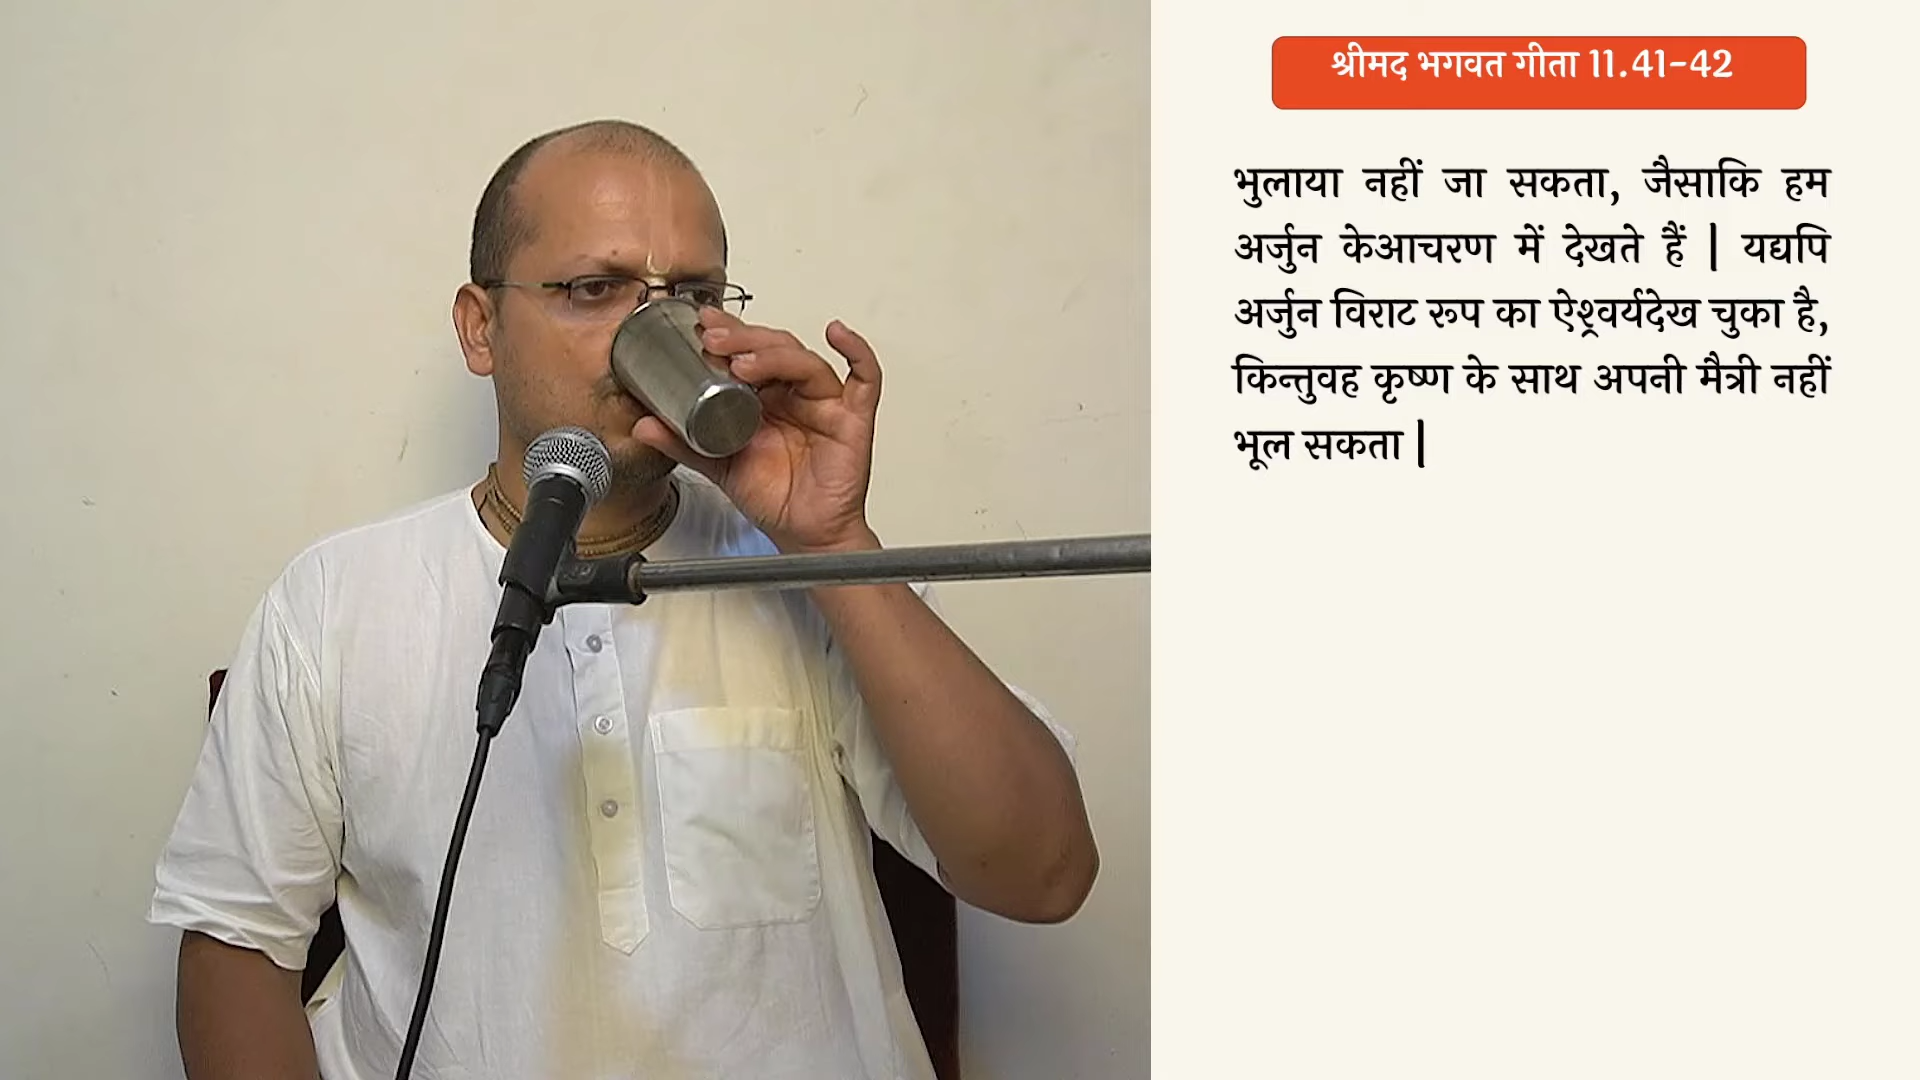 श्रीमद भगवत गीता 11.41-42
भुलाया नहीं जा सकता, जैसाकि हम
अर्जुन केआचरण में देखते हैं | यद्यपि
अर्जुन विराट रूप का ऐश्र्वर्यदेख चुका है,
किन्तुवह कृष्ण के साथ अपनी मैत्री नहीं
भूल सकता |